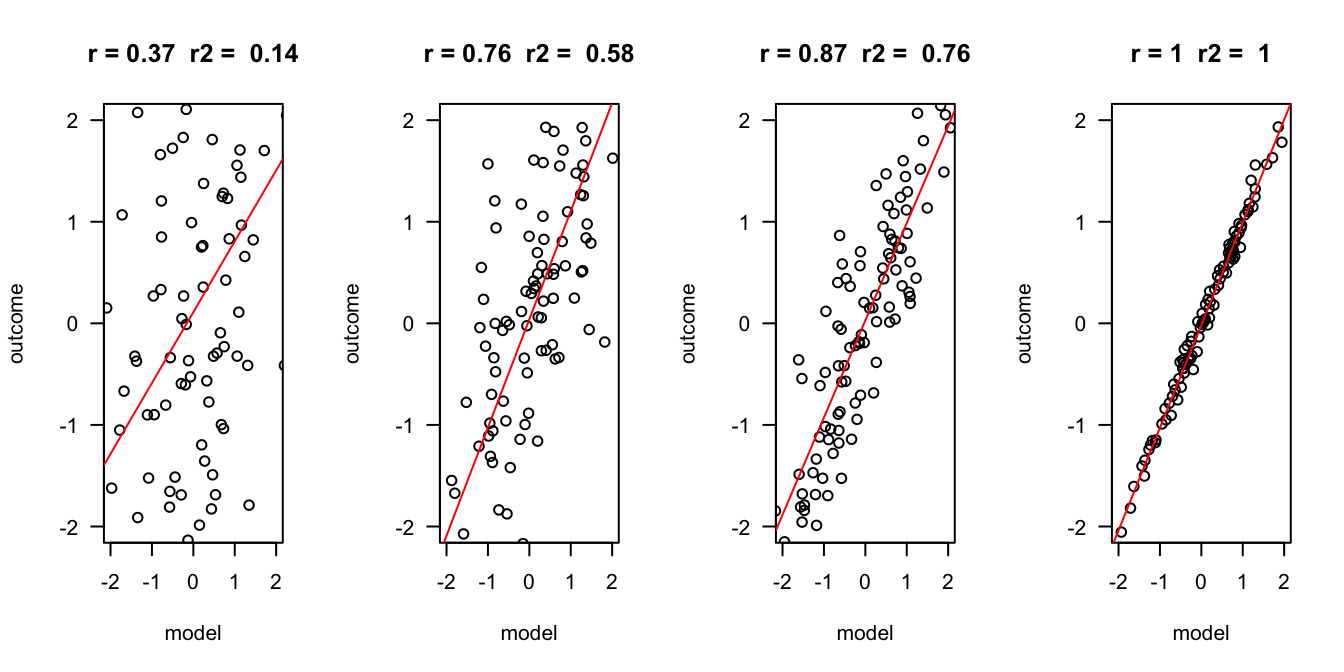 r = 0.37  r2 =  0.14
outcome
2
1
0
-1
-2
-2 -1 0 1 2
model
r = 0.76  r2 =  0.58
outcome
2
1
0
-1
-2
-2 -1 0 1 2
model
r = 0.87  r2 =  0.76
outcome
2
1
0
-1
-2
-2 -1 0 1 2
model
r = 1  r2 =  1
outcome
2
1
0
-1
-2
-2 -1 0 1 2
model